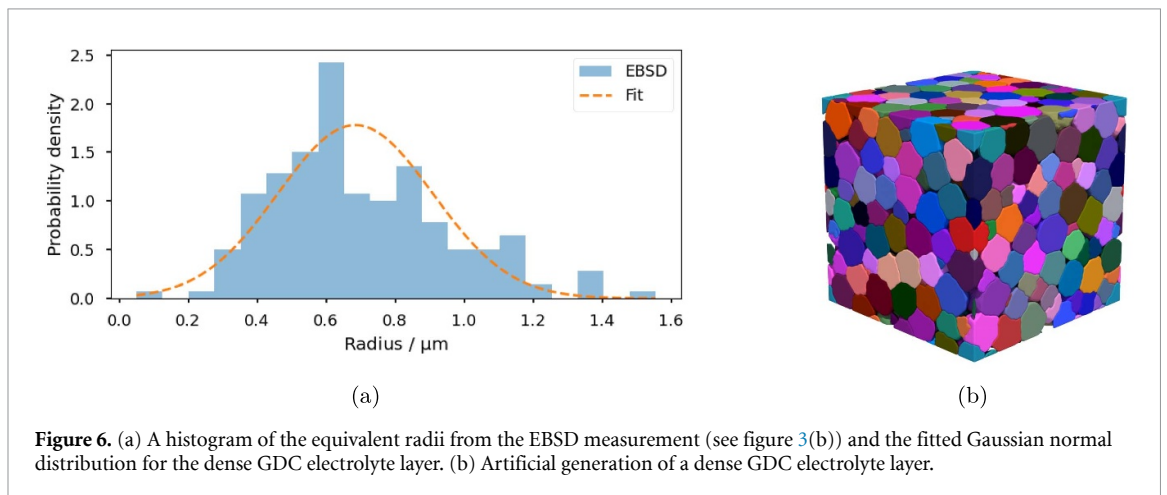 2.5
2.0
1.5
1.0
0.5
0.0
Probability density
EBSD
Fit
0.0 0.2 0.4 0.6 0.8 1.0 1.2 1.4 1.6
Radius / μm
(a)
(b)
Figure 6. (a) A histogram of the equivalent radii from the EBSD measurement (see figure 3(b)) and the fitted Gaussian normal
distribution for the dense GDC electrolyte layer. (b) Artificial generation of a dense GDC electrolyte layer.